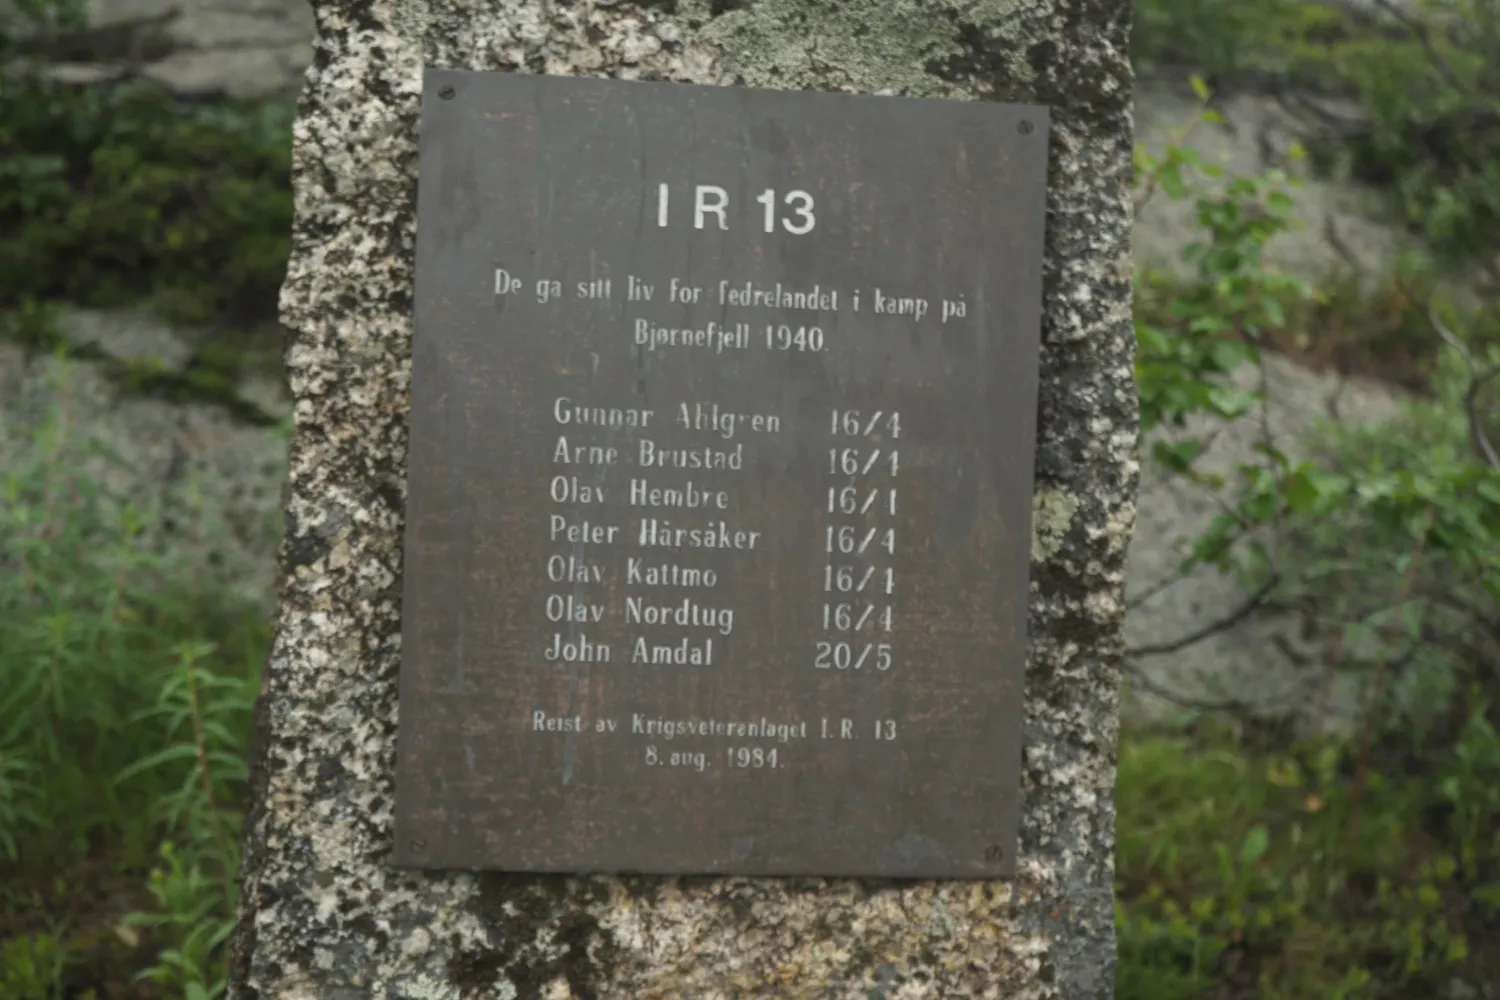 I R 13
De ga sitt liv for fedrelandet i kamp på
Bjørnefjell 1940.
Gunnar Ahlgren 16/4
Arne Brustad 16/4
Olav Hembre 16/4
Peter Hårsåker 16/4
Olav Kattmo 16/4
Olav Nordtug 16/4
John Amdal 20/5
Reist av Krigsveteranlaget I. R. 13
8. aug. 1984.